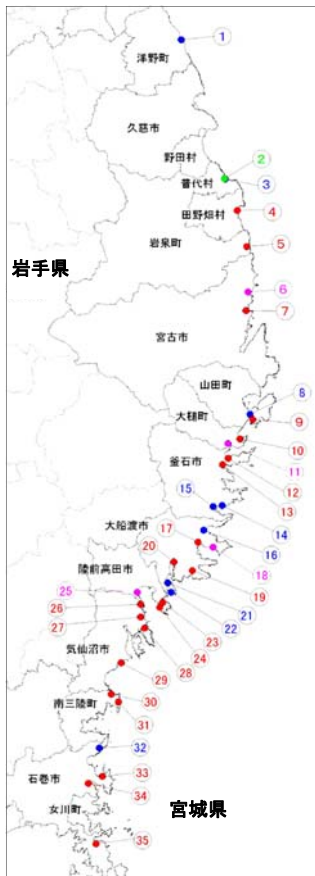 1
洋野町
久慈市
野田村
2
普代村
3
田野畑村
4
岩泉町
5
岩手県
6
7
宮古市
山田町
8
大槌町
9
10
釜石市
11
12
13
15
14
大船渡市
17
16
20
18
陸前高田市
19
25
21
26
22
27
23
24
気仙沼市
28
29
南三陸町
30
31
32
石巻市
33
34
女川町
宮城県
35